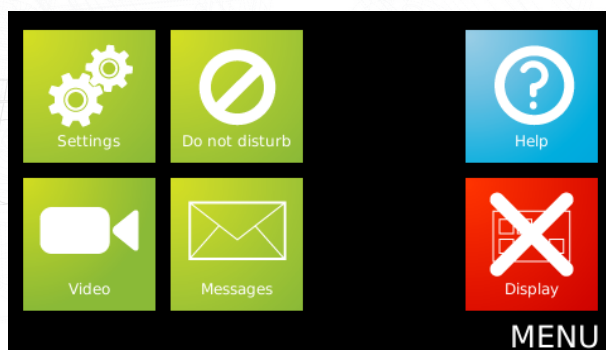 Settings
Do not disturb
?
Help
Video
Messages
Display
MENU